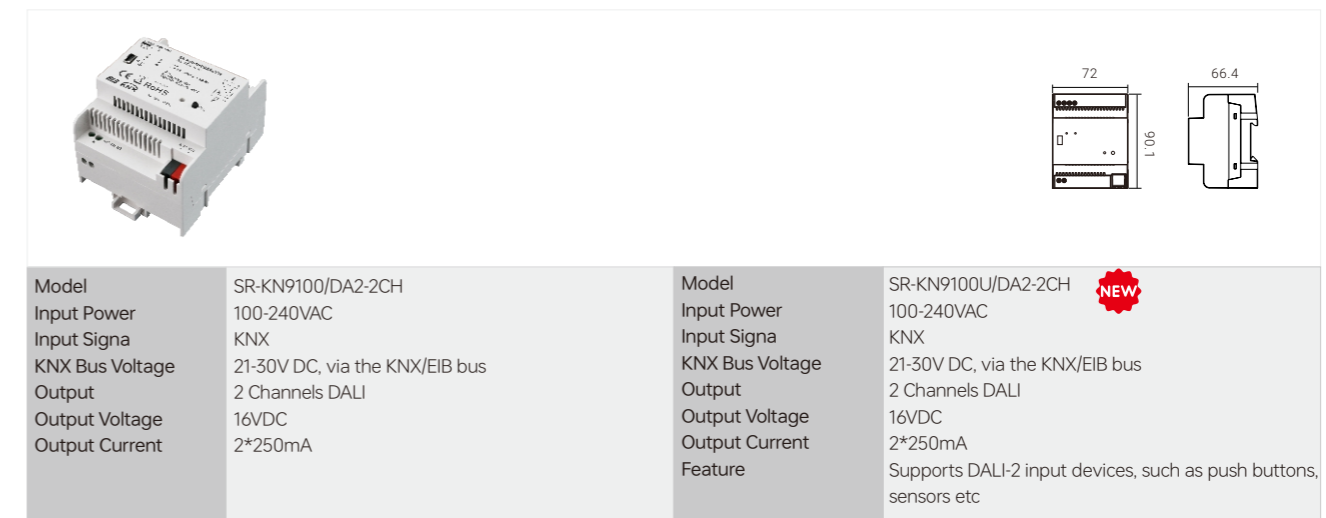 CE RoHS
EIB KNX
72
66.4
90.1
Model SR-KN9100/DA2-2CH
Input Power 100-240VAC
Input Signa KNX
KNX Bus Voltage 21-30V DC, via the KNX/EIB bus
Output 2 Channels DALI
Output Voltage 16VDC
Output Current 2*250mA
Model SR-KN9100U/DA2-2CH NEW
Input Power 100-240VAC
Input Signa KNX
KNX Bus Voltage 21-30V DC, via the KNX/EIB bus
Output 2 Channels DALI
Output Voltage 16VDC
Output Current 2*250mA
Feature Supports DALI-2 input devices, such as push buttons,
sensors etc